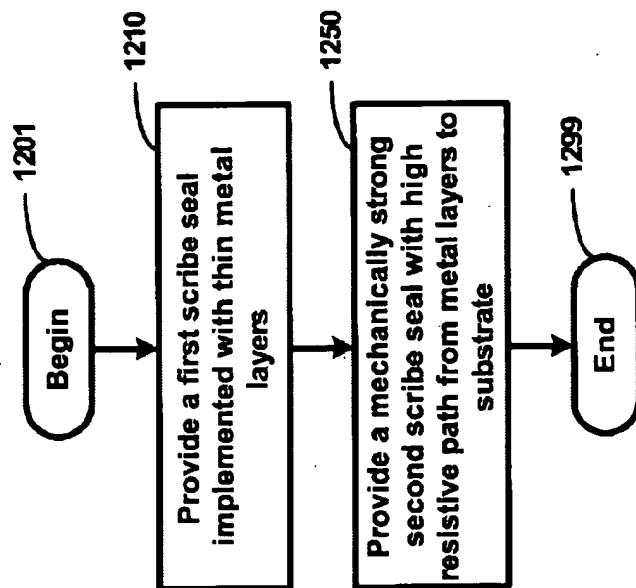 Begin
1201
Provide a first scribe seal
implemented with thin metal
layers
1210
Provide a mechanically strong
second scribe seal with high
resistive path from metal layers to
substrate
1250
End
1299